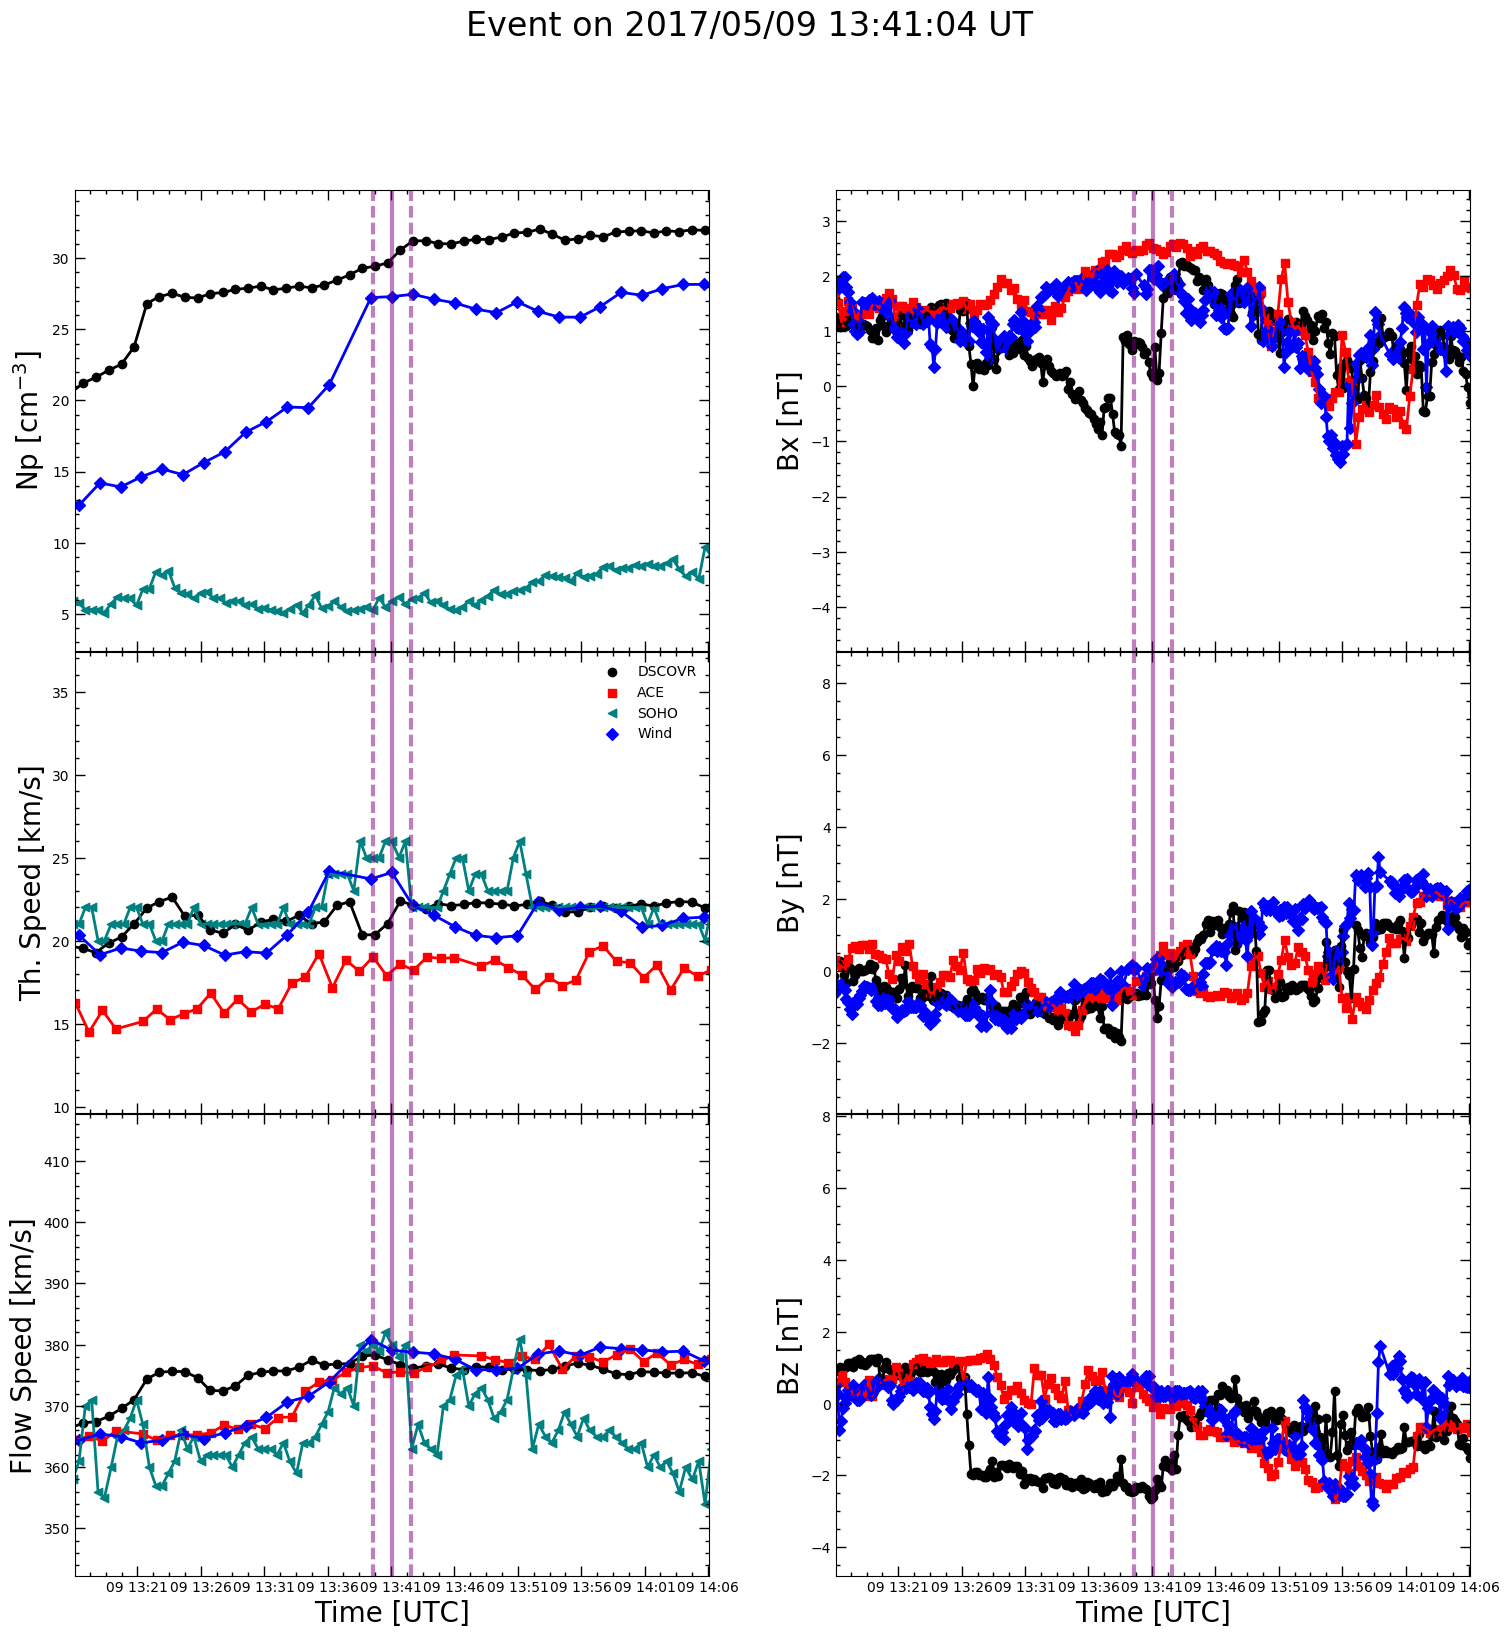 Event on 2017/05/09 13:41:04 UT
Np [cm⁻³]
30
25
20
15
10
5
Th. Speed [km/s]
35
30
25
20
15
10
DSCOVR
ACE
SOHO
Wind
Flow Speed [km/s]
410
400
390
380
370
360
350
09 13:21 09 13:26 09 13:31 09 13:36 09 13:41 09 13:46 09 13:51 09 13:56 09 14:01 09 14:06
Time [UTC]
Bx [nT]
3
2
1
0
−1
−2
−3
−4
By [nT]
8
6
4
2
0
−2
Bz [nT]
8
6
4
2
0
−2
−4
09 13:21 09 13:26 09 13:31 09 13:36 09 13:41 09 13:46 09 13:51 09 13:56 09 14:01 09 14:06
Time [UTC]